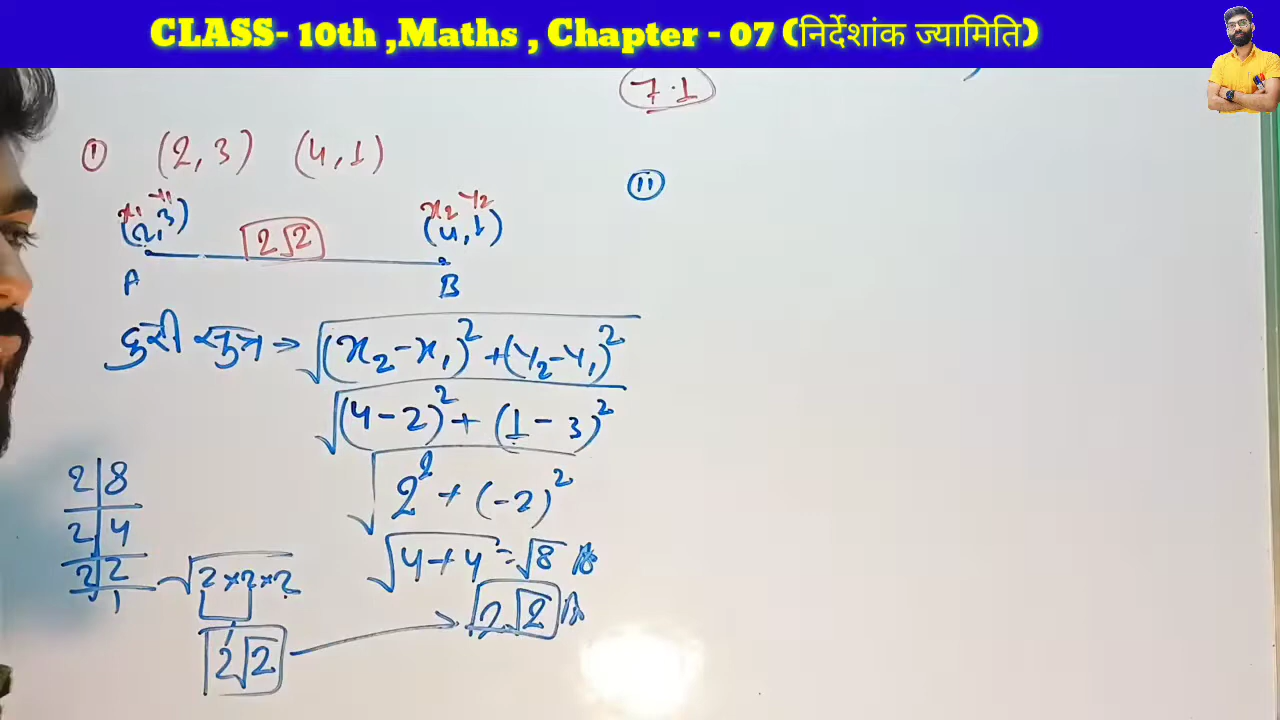 CLASS- 10th ,Maths , Chapter - 07 (निर्देशांक ज्यामिति)
7.1
① (2,3) (4,1)
x₁ y₁ x₂ y₂
(2,3) 2√2 (4,1)
A B
दुरी सुत्र → √(x₂-x₁)²+(y₂-y₁)²
√(4-2)²+(1-3)²
√2²+(-2)²
√4+4 = √8
2√2
2|8
2|4
2|2
1
√2×2×2
2√2
⑪